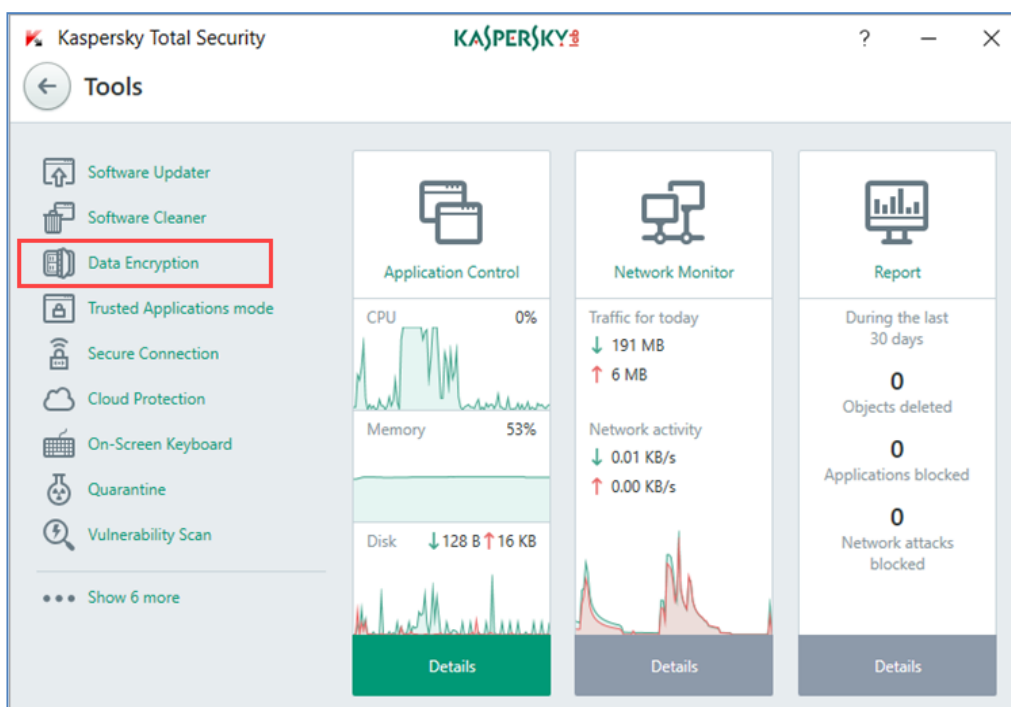 Kaspersky Total Security
KASPERSKY lab
?
Tools
Software Updater
Software Cleaner
Data Encryption
Trusted Applications mode
Secure Connection
Cloud Protection
On-Screen Keyboard
Quarantine
Vulnerability Scan
Show 6 more
Application Control
CPU 0%
Memory 53%
Disk ↓128 B↑16 KB
Details
Network Monitor
Traffic for today
↓ 191 MB
↑ 6 MB
Network activity
↓ 0.01 KB/s
↑ 0.00 KB/s
Details
Report
During the last
30 days
0
Objects deleted
0
Applications blocked
0
Network attacks
blocked
Details